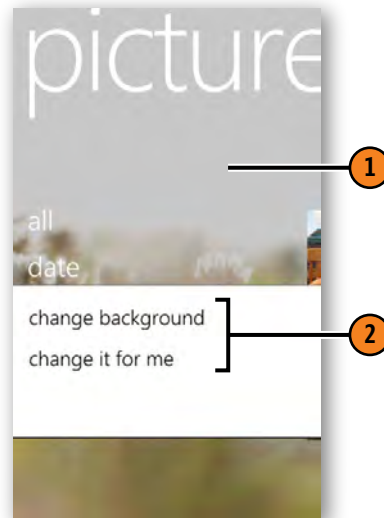 picture
1
all
date
change background
2
change it for me